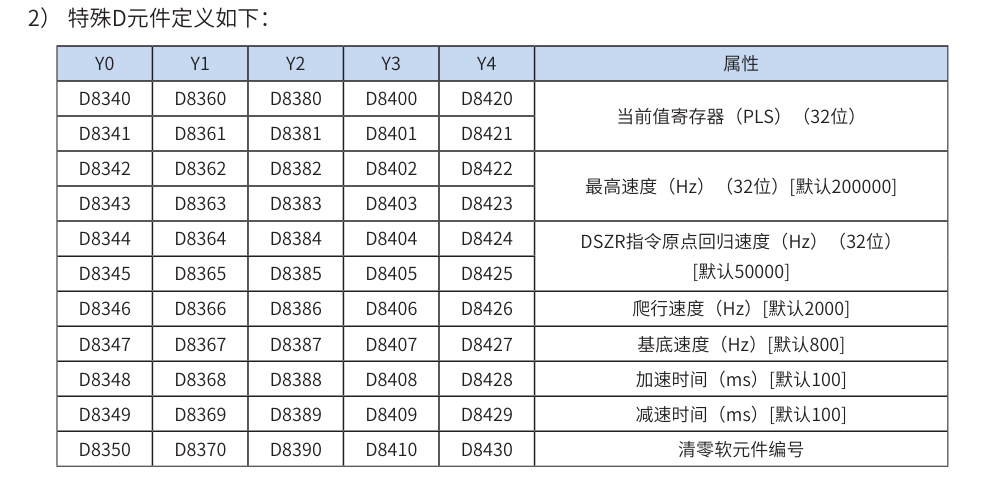 2） 特殊D元件定义如下：
Y0 Y1 Y2 Y3 Y4 属性
D8340 D8360 D8380 D8400 D8420 当前值寄存器（PLS）（32位）
D8341 D8361 D8381 D8401 D8421
D8342 D8362 D8382 D8402 D8422 最高速度（Hz）（32位）[默认200000]
D8343 D8363 D8383 D8403 D8423
D8344 D8364 D8384 D8404 D8424 DSZR指令原点回归速度（Hz）（32位）
D8345 D8365 D8385 D8405 D8425 [默认50000]
D8346 D8366 D8386 D8406 D8426 爬行速度（Hz）[默认2000]
D8347 D8367 D8387 D8407 D8427 基底速度（Hz）[默认800]
D8348 D8368 D8388 D8408 D8428 加速时间（ms）[默认100]
D8349 D8369 D8389 D8409 D8429 减速时间（ms）[默认100]
D8350 D8370 D8390 D8410 D8430 清零软元件编号